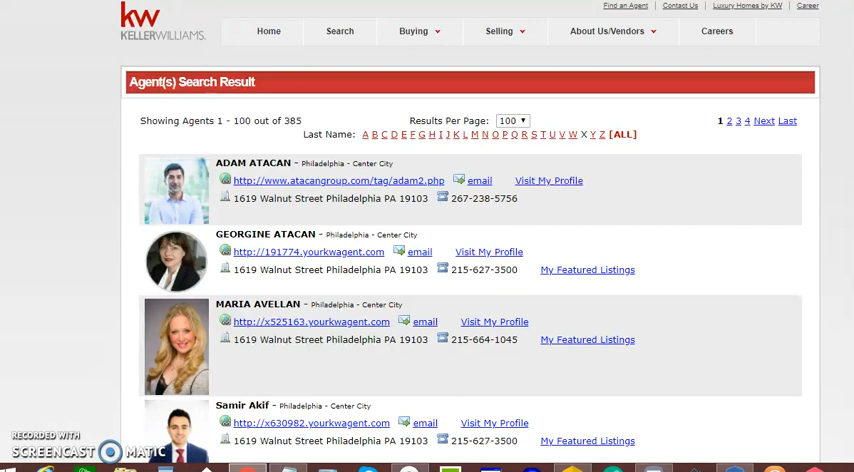 Find an Agent Contact Us Luxury Homes by KW Career
kw
KELLERWILLIAMS.
Home Search Buying Selling About Us/Vendors Careers
Agent(s) Search Result
Showing Agents 1 - 100 out of 385 Results Per Page: 100 1 2 3 4 Next Last
Last Name: A B C D E F G H I J K L M N O P Q R S T U V W X Y Z [ALL]
ADAM ATACAN - Philadelphia - Center City
http://www.atacangroup.com/tag/adam2.php email Visit My Profile
1619 Walnut Street Philadelphia PA 19103 267-238-5756
GEORGINE ATACAN - Philadelphia - Center City
http://191774.yourkwagent.com email Visit My Profile
1619 Walnut Street Philadelphia PA 19103 215-627-3500 My Featured Listings
MARIA AVELLAN - Philadelphia - Center City
http://x525163.yourkwagent.com email Visit My Profile
1619 Walnut Street Philadelphia PA 19103 215-664-1045 My Featured Listings
Samir Akif - Philadelphia - Center City
http://x630982.yourkwagent.com email Visit My Profile
1619 Walnut Street Philadelphia PA 19103 215-627-3500 My Featured Listings
RECORDED WITH
SCREENCAST MATIC